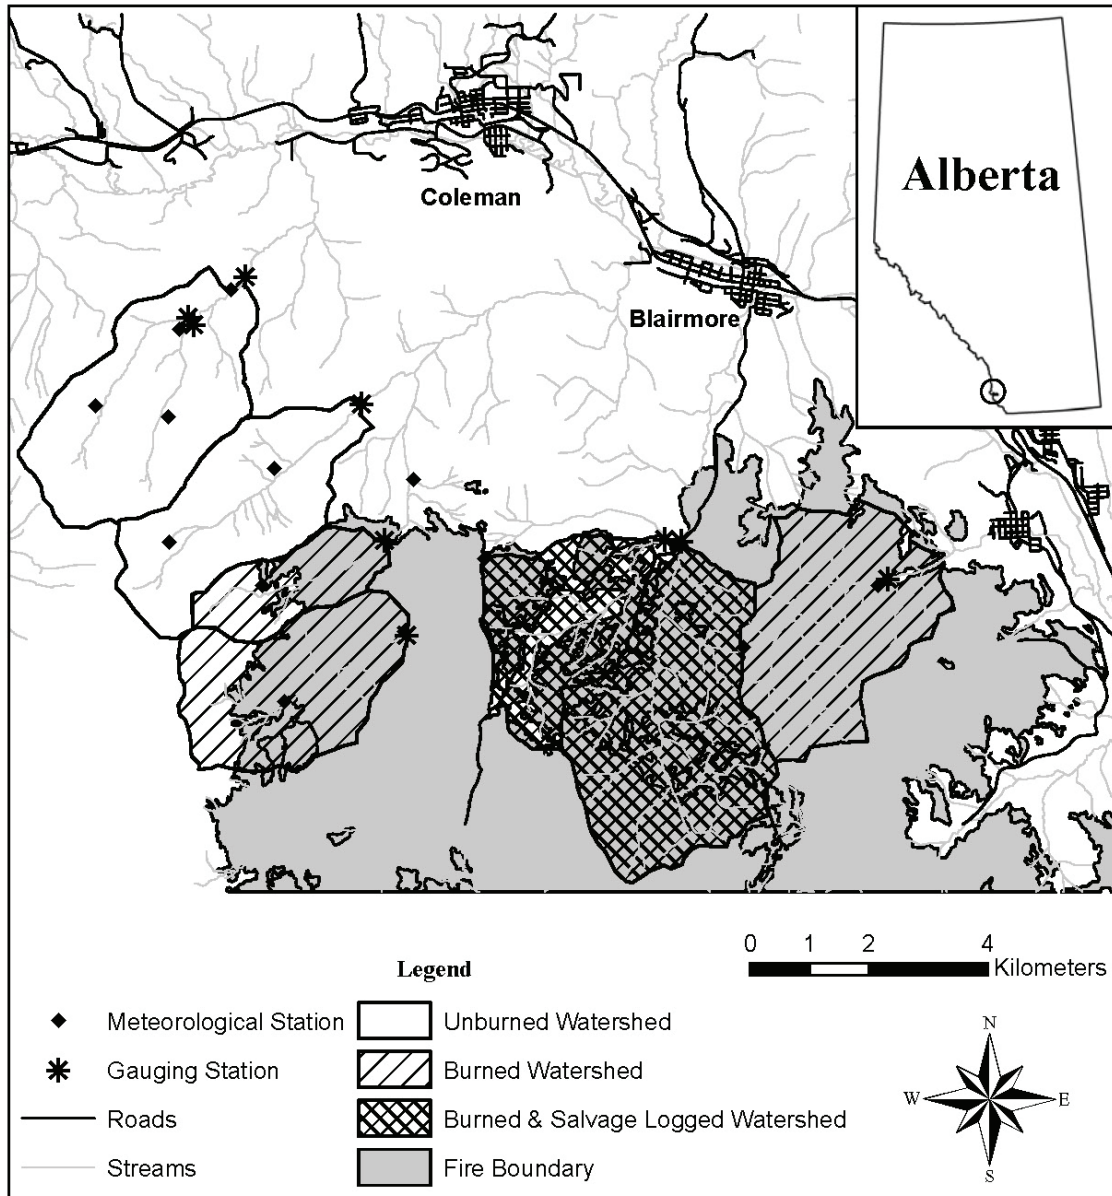 Alberta
Coleman
Blairmore
0 1 2 4
Kilometers
Legend
Meteorological Station
Unburned Watershed
Gauging Station
Burned Watershed
Roads
Burned & Salvage Logged Watershed
Streams
Fire Boundary
N
W E
S